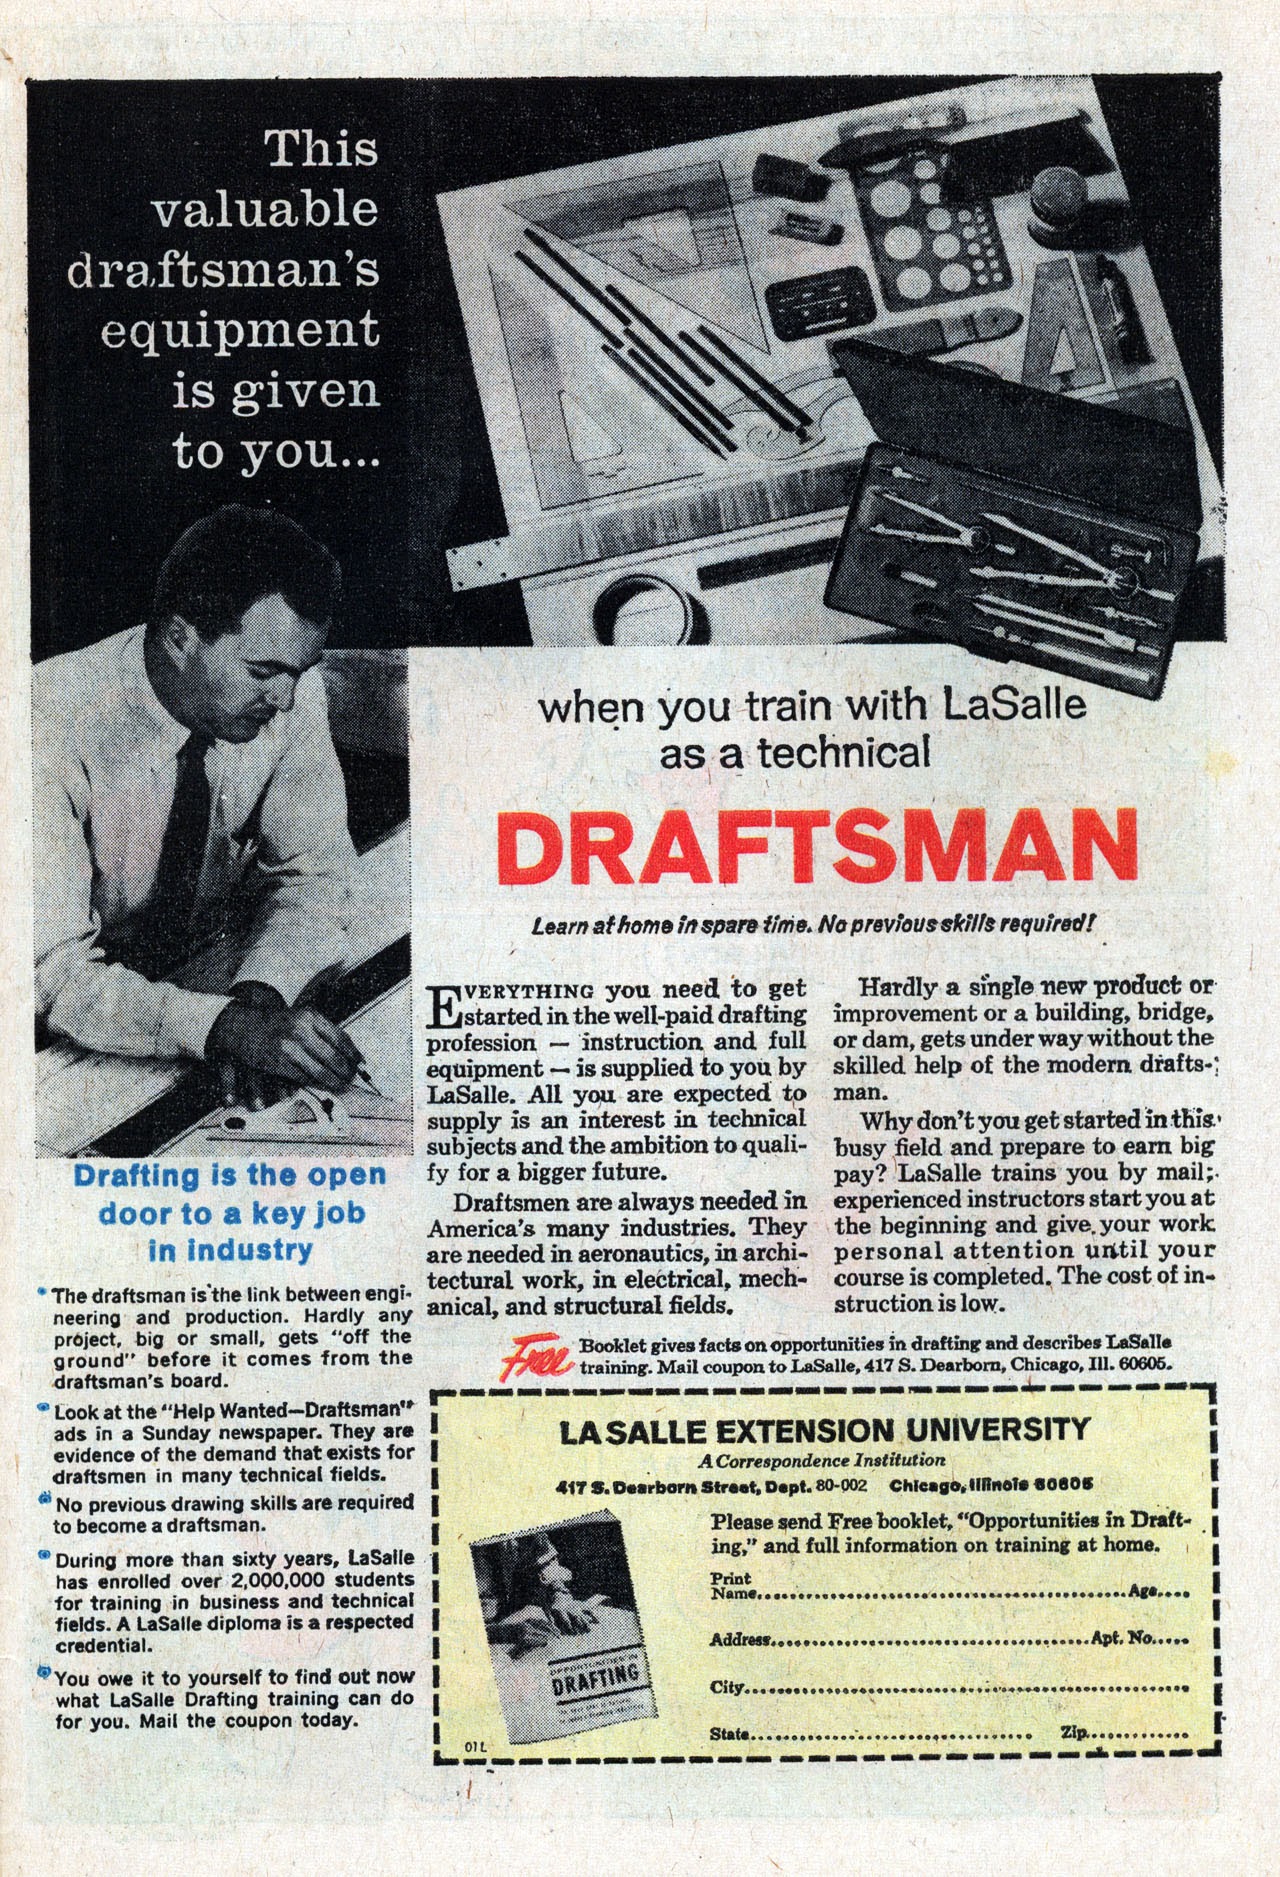 This
valuable
draftsman's
equipment
is given
to you...
when you train with LaSalle
as a technical
DRAFTSMAN
Learn at home in spare time. No previous skills required!
EVERYTHING you need to get
started in the well-paid drafting
profession — instruction and full
equipment — is supplied to you by
LaSalle. All you are expected to
supply is an interest in technical
subjects and the ambition to quali-
fy for a bigger future.
Draftsmen are always needed in
America's many industries. They
are needed in aeronautics, in archi-
tectural work, in electrical, mech-
anical, and structural fields.
Hardly a single new product or
improvement or a building, bridge,
or dam, gets under way without the
skilled help of the modern drafts-
man.
Why don't you get started in this
busy field and prepare to earn big
pay? LaSalle trains you by mail;
experienced instructors start you at
the beginning and give your work
personal attention until your
course is completed. The cost of in-
struction is low.
Drafting is the open
door to a key job
in industry
• The draftsman is the link between engi-
neering and production. Hardly any
project, big or small, gets "off the
ground" before it comes from the
draftsman's board.
• Look at the "Help Wanted—Draftsman"
ads in a Sunday newspaper. They are
evidence of the demand that exists for
draftsmen in many technical fields.
• No previous drawing skills are required
to become a draftsman.
• During more than sixty years, LaSalle
has enrolled over 2,000,000 students
for training in business and technical
fields. A LaSalle diploma is a respected
credential.
• You owe it to yourself to find out now
what LaSalle Drafting training can do
for you. Mail the coupon today.
Free Booklet gives facts on opportunities in drafting and describes LaSalle
training. Mail coupon to LaSalle, 417 S. Dearborn, Chicago, Ill. 60605.
LA SALLE EXTENSION UNIVERSITY
A Correspondence Institution
417 S. Dearborn Street, Dept. 80-002 Chicago, Illinois 60605
Please send Free booklet, "Opportunities in Draft-
ing," and full information on training at home.
Print
Name Age
Address Apt. No.
City
State Zip
OPPORTUNITIES IN
DRAFTING
01L